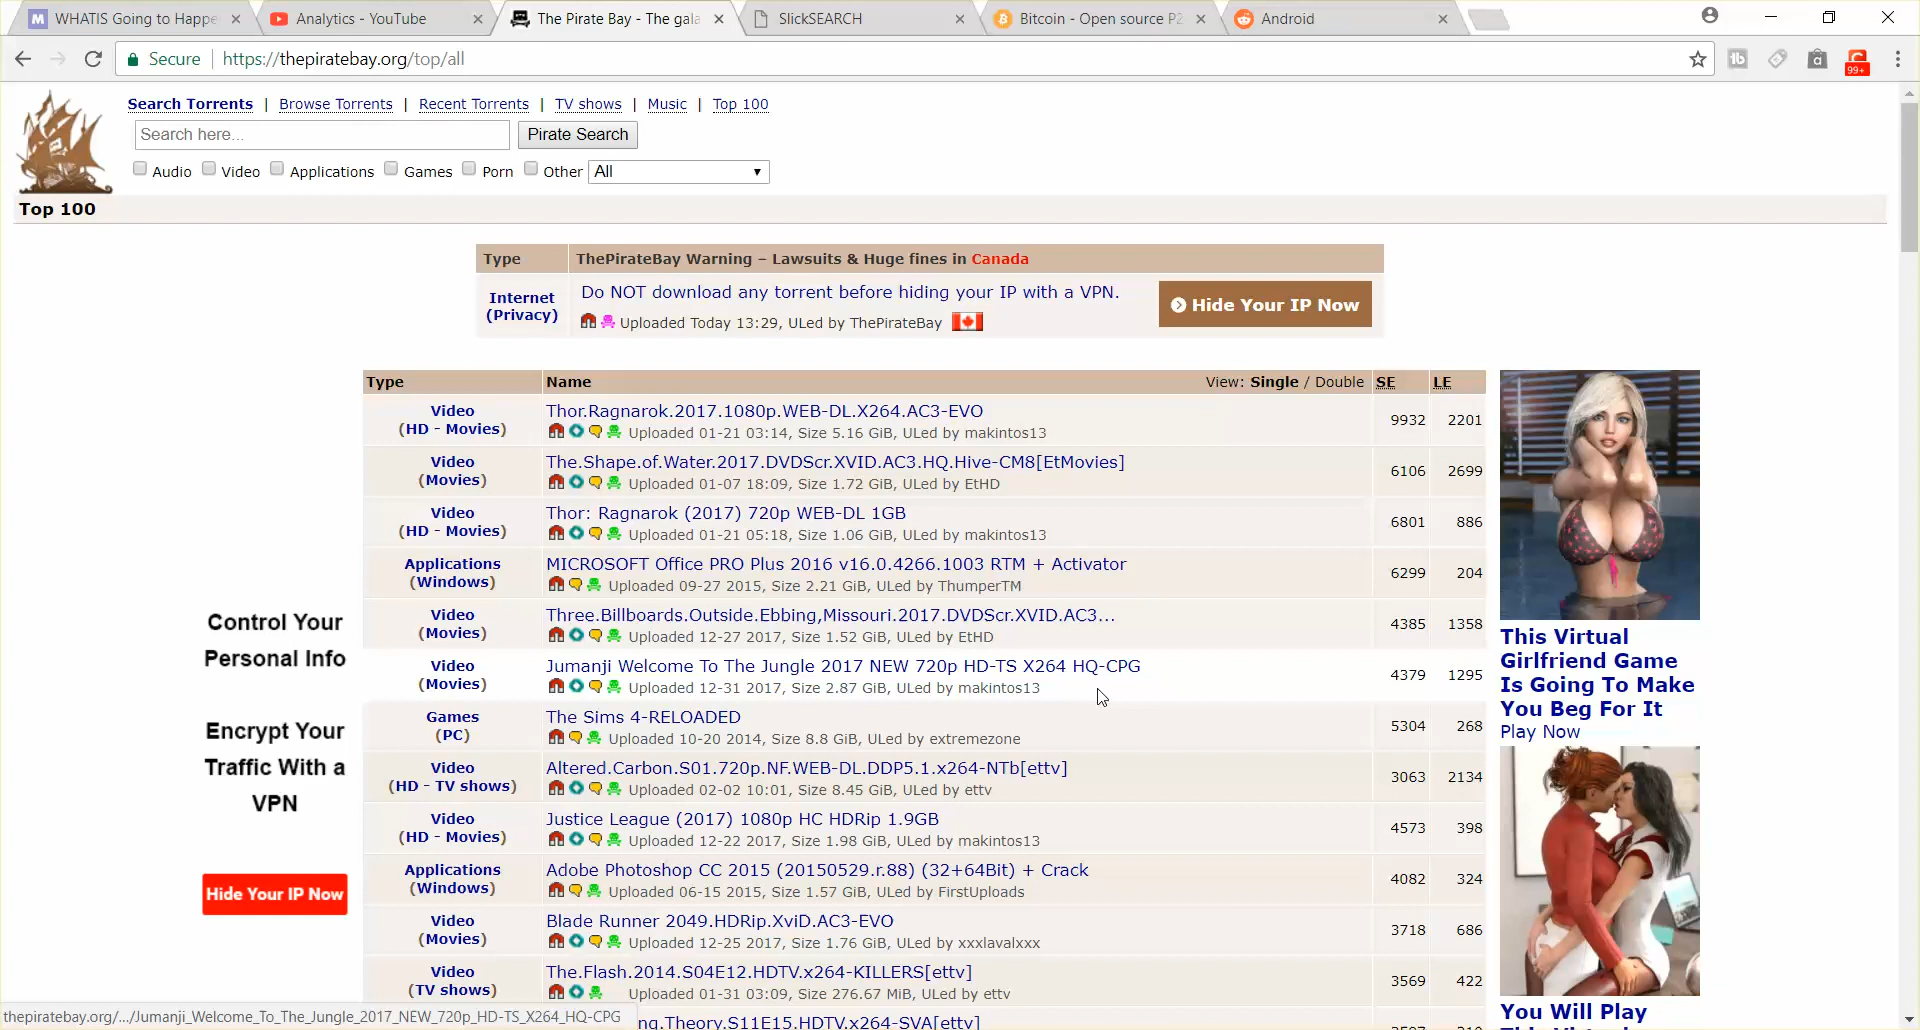 WHATIS Going to Happe
Analytics - YouTube
The Pirate Bay - The gala
SlickSEARCH
Bitcoin - Open source P2
Android
Secure
https://thepiratebay.org/top/all
99+
Search Torrents | Browse Torrents | Recent Torrents | TV shows | Music | Top 100
Search here...
Pirate Search
Audio Video Applications Games Porn Other All
Top 100
Type ThePirateBay Warning – Lawsuits & Huge fines in Canada
Internet
(Privacy)
Do NOT download any torrent before hiding your IP with a VPN.
Uploaded Today 13:29, ULed by ThePirateBay
Hide Your IP Now
Type Name View: Single / Double SE LE
Video
(HD - Movies)
Thor.Ragnarok.2017.1080p.WEB-DL.X264.AC3-EVO
Uploaded 01-21 03:14, Size 5.16 GiB, ULed by makintos13
9932 2201
Video
(Movies)
The.Shape.of.Water.2017.DVDScr.XVID.AC3.HQ.Hive-CM8[EtMovies]
Uploaded 01-07 18:09, Size 1.72 GiB, ULed by EtHD
6106 2699
Video
(HD - Movies)
Thor: Ragnarok (2017) 720p WEB-DL 1GB
Uploaded 01-21 05:18, Size 1.06 GiB, ULed by makintos13
6801 886
Applications
(Windows)
MICROSOFT Office PRO Plus 2016 v16.0.4266.1003 RTM + Activator
Uploaded 09-27 2015, Size 2.21 GiB, ULed by ThumperTM
6299 204
Video
(Movies)
Three.Billboards.Outside.Ebbing,Missouri.2017.DVDScr.XVID.AC3...
Uploaded 12-27 2017, Size 1.52 GiB, ULed by EtHD
4385 1358
Video
(Movies)
Jumanji Welcome To The Jungle 2017 NEW 720p HD-TS X264 HQ-CPG
Uploaded 12-31 2017, Size 2.87 GiB, ULed by makintos13
4379 1295
Games
(PC)
The Sims 4-RELOADED
Uploaded 10-20 2014, Size 8.8 GiB, ULed by extremezone
5304 268
Video
(HD - TV shows)
Altered.Carbon.S01.720p.NF.WEB-DL.DDP5.1.x264-NTb[ettv]
Uploaded 02-02 10:01, Size 8.45 GiB, ULed by ettv
3063 2134
Video
(HD - Movies)
Justice League (2017) 1080p HC HDRip 1.9GB
Uploaded 12-22 2017, Size 1.98 GiB, ULed by makintos13
4573 398
Applications
(Windows)
Adobe Photoshop CC 2015 (20150529.r.88) (32+64Bit) + Crack
Uploaded 06-15 2015, Size 1.57 GiB, ULed by FirstUploads
4082 324
Video
(Movies)
Blade Runner 2049.HDRip.XviD.AC3-EVO
Uploaded 12-25 2017, Size 1.76 GiB, ULed by xxxlavalxxx
3718 686
Video
(TV shows)
The.Flash.2014.S04E12.HDTV.x264-KILLERS[ettv]
Uploaded 01-31 03:09, Size 276.67 MiB, ULed by ettv
3569 422
ng.Theory.S11E15.HDTV.x264-SVA[ettv]
Control Your
Personal Info
Encrypt Your
Traffic With a
VPN
Hide Your IP Now
This Virtual
Girlfriend Game
Is Going To Make
You Beg For It
Play Now
You Will Play
thepiratebay.org/.../Jumanji_Welcome_To_The_Jungle_2017_NEW_720p_HD-TS_X264_HQ-CPG